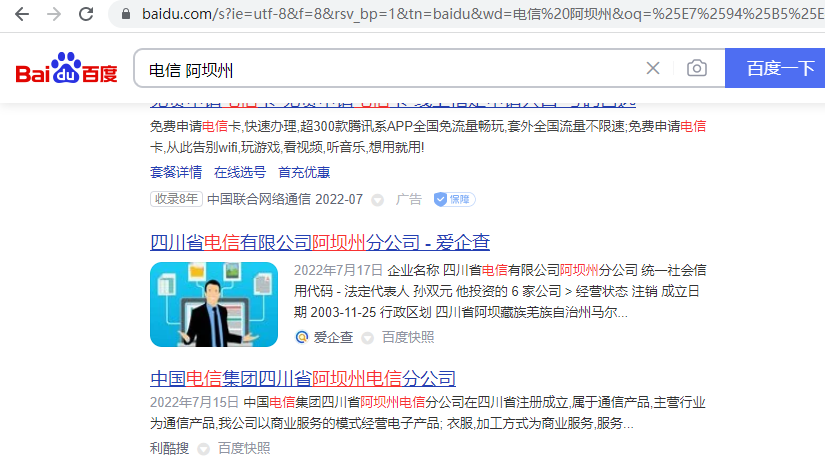 baidu.com/s?ie=utf-8&f=8&rsv_bp=1&tn=baidu&wd=电信%20阿坝州&oq=%25E7%2594%25B5%25E
Bai du 百度
电信 阿坝州
百度一下
免费申请电信卡,快速办理,超300款腾讯系APP全国免流量畅玩,套外全国流量不限速;免费申请电信
卡,从此告别wifi,玩游戏,看视频,听音乐,想用就用!
套餐详情 在线选号 首充优惠
收录8年 中国联合网络通信 2022-07 广告 保障
四川省电信有限公司阿坝州分公司 - 爱企查
2022年7月17日 企业名称 四川省电信有限公司阿坝州分公司 统一社会信
用代码 - 法定代表人 孙双元 他投资的 6 家公司 > 经营状态 注销 成立日
期 2003-11-25 行政区划 四川省阿坝藏族羌族自治州马尔...
爱企查 百度快照
中国电信集团四川省阿坝州电信分公司
2022年7月15日 中国电信集团四川省阿坝州电信分公司在四川省注册成立,属于通信产品,主营行业
为通信产品,我公司以商业服务的模式经营电子产品; 衣服,加工方式为商业服务,服务...
利酷搜 百度快照